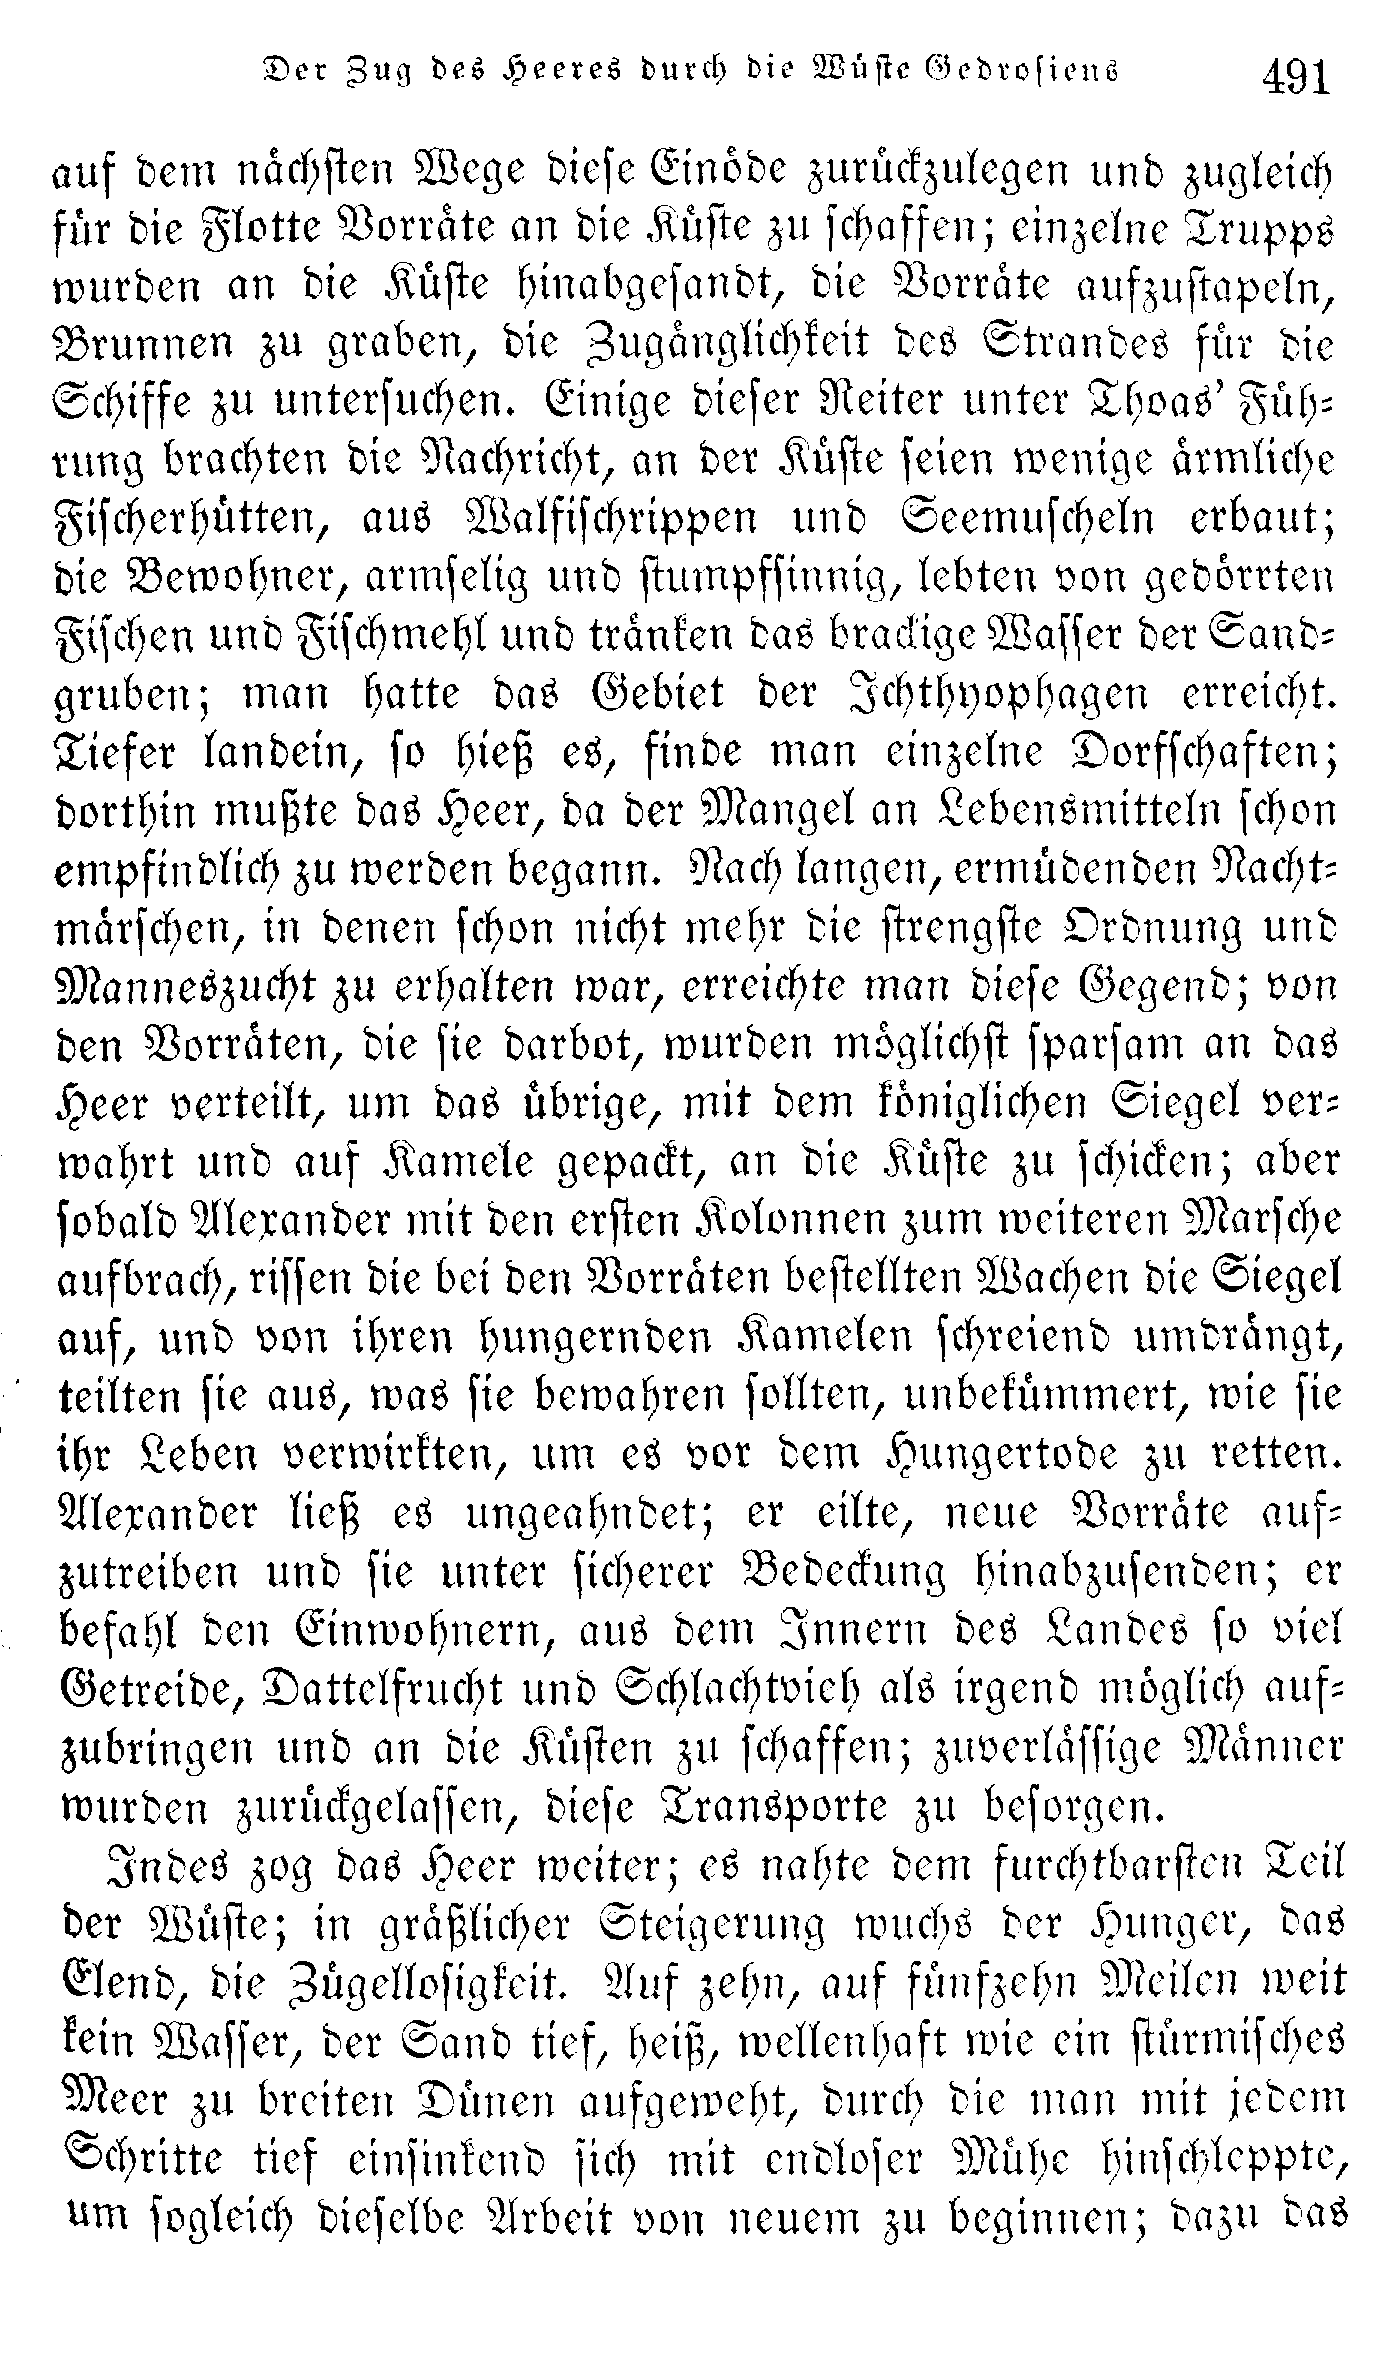 Der Zug des Heeres durch die Wüste Gedrosiens 491
auf dem nächsten Wege diese Einöde zurückzulegen und zugleich
für die Flotte Vorräte an die Küste zu schaffen; einzelne Trupps
wurden an die Küste hinabgesandt, die Vorräte aufzustapeln,
Brunnen zu graben, die Zugänglichkeit des Strandes für die
Schiffe zu untersuchen. Einige dieser Reiter unter Thoas’ Füh-
rung brachten die Nachricht, an der Küste seien wenige ärmliche
Fischerhütten, aus Walfischrippen und Seemuscheln erbaut;
die Bewohner, armselig und stumpfsinnig, lebten von gedörrten
Fischen und Fischmehl und tränken das brackige Wasser der Sand-
gruben; man hatte das Gebiet der Ichthyophagen erreicht.
Tiefer landein, so hieß es, finde man einzelne Dorfschaften;
dorthin mußte das Heer, da der Mangel an Lebensmitteln schon
empfindlich zu werden begann. Nach langen, ermüdenden Nacht-
märschen, in denen schon nicht mehr die strengste Ordnung und
Manneszucht zu erhalten war, erreichte man diese Gegend; von
den Vorräten, die sie darbot, wurden möglichst sparsam an das
Heer verteilt, um das übrige, mit dem königlichen Siegel ver-
wahrt und auf Kamele gepackt, an die Küste zu schicken; aber
sobald Alexander mit den ersten Kolonnen zum weiteren Marsche
aufbrach, rissen die bei den Vorräten bestellten Wachen die Siegel
auf, und von ihren hungernden Kamelen schreiend umdrängt,
teilten sie aus, was sie bewahren sollten, unbekümmert, wie sie
ihr Leben verwirkten, um es vor dem Hungertode zu retten.
Alexander ließ es ungeahndet; er eilte, neue Vorräte auf-
zutreiben und sie unter sicherer Bedeckung hinabzusenden; er
befahl den Einwohnern, aus dem Innern des Landes so viel
Getreide, Dattelfrucht und Schlachtvieh als irgend möglich auf-
zubringen und an die Küsten zu schaffen; zuverlässige Männer
wurden zurückgelassen, diese Transporte zu besorgen.
Indes zog das Heer weiter; es nahte dem furchtbarsten Teil
der Wüste; in gräßlicher Steigerung wuchs der Hunger, das
Elend, die Zügellosigkeit. Auf zehn, auf fünfzehn Meilen weit
kein Wasser, der Sand tief, heiß, wellenhaft wie ein stürmisches
Meer zu breiten Dünen aufgeweht, durch die man mit jedem
Schritte tief einsinkend sich mit endloser Mühe hinschleppte,
um sogleich dieselbe Arbeit von neuem zu beginnen; dazu das